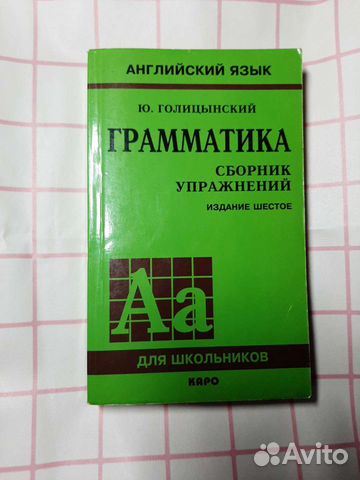 АНГЛИЙСКИЙ ЯЗЫК
Ю. ГОЛИЦЫНСКИЙ
ГРАММАТИКА
СБОРНИК
УПРАЖНЕНИЙ
ИЗДАНИЕ ШЕСТОЕ
Aa
ДЛЯ ШКОЛЬНИКОВ
КАРО
Avito